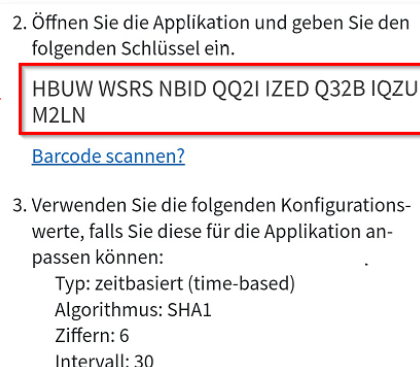 2. Öffnen Sie die Applikation und geben Sie den
folgenden Schlüssel ein.
HBUW WSRS NBID QQ2I IZED Q32B IQZU
M2LN
Barcode scannen?
3. Verwenden Sie die folgenden Konfigurations-
werte, falls Sie diese für die Applikation an-
passen können:
Typ: zeitbasiert (time-based)
Algorithmus: SHA1
Ziffern: 6
Intervall: 30